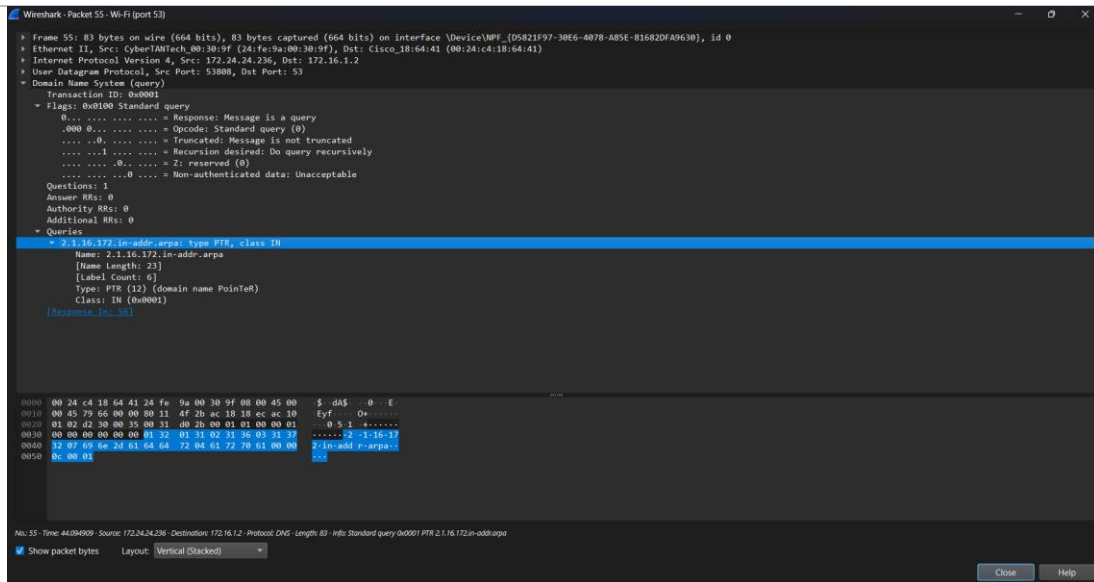 Wireshark · Packet 55 · Wi-Fi (port 53)
Frame 55: 83 bytes on wire (664 bits), 83 bytes captured (664 bits) on interface \Device\NPF_{D5821F97-30E6-4078-A85E-81682DFA9630}, id 0
Ethernet II, Src: CyberTANTech_00:30:9f (24:fe:9a:00:30:9f), Dst: Cisco_18:64:41 (00:24:c4:18:64:41)
Internet Protocol Version 4, Src: 172.24.24.236, Dst: 172.16.1.2
User Datagram Protocol, Src Port: 53808, Dst Port: 53
Domain Name System (query)
Transaction ID: 0x0001
Flags: 0x0100 Standard query
0... .... .... .... = Response: Message is a query
.000 0... .... .... = Opcode: Standard query (0)
.... ..0. .... .... = Truncated: Message is not truncated
.... ...1 .... .... = Recursion desired: Do query recursively
.... .... .0.. .... = Z: reserved (0)
.... .... ...0 .... = Non-authenticated data: Unacceptable
Questions: 1
Answer RRs: 0
Authority RRs: 0
Additional RRs: 0
Queries
2.1.16.172.in-addr.arpa: type PTR, class IN
Name: 2.1.16.172.in-addr.arpa
[Name Length: 23]
[Label Count: 6]
Type: PTR (12) (domain name PoinTeR)
Class: IN (0x0001)
[Response In: 56]
0000 00 24 c4 18 64 41 24 fe 9a 00 30 9f 08 00 45 00 ·$··dA$· ··0···E·
0010 00 45 79 66 00 00 80 11 4f 2b ac 18 18 ec ac 10 ·Eyf···· O+······
0020 01 02 d2 30 00 35 00 31 d0 2b 00 01 01 00 00 01 ···0·5·1 ·+······
0030 00 00 00 00 00 00 01 32 01 31 02 31 36 03 31 37 ·······2 ·1·16·17
0040 32 07 69 6e 2d 61 64 64 72 04 61 72 70 61 00 00 2·in-add r·arpa··
0050 0c 00 01 ···
No.: 55 · Time: 44.094909 · Source: 172.24.24.236 · Destination: 172.16.1.2 · Protocol: DNS · Length: 83 · Info: Standard query 0x0001 PTR 2.1.16.172.in-addr.arpa
Show packet bytes Layout: Vertical (Stacked)
Close Help